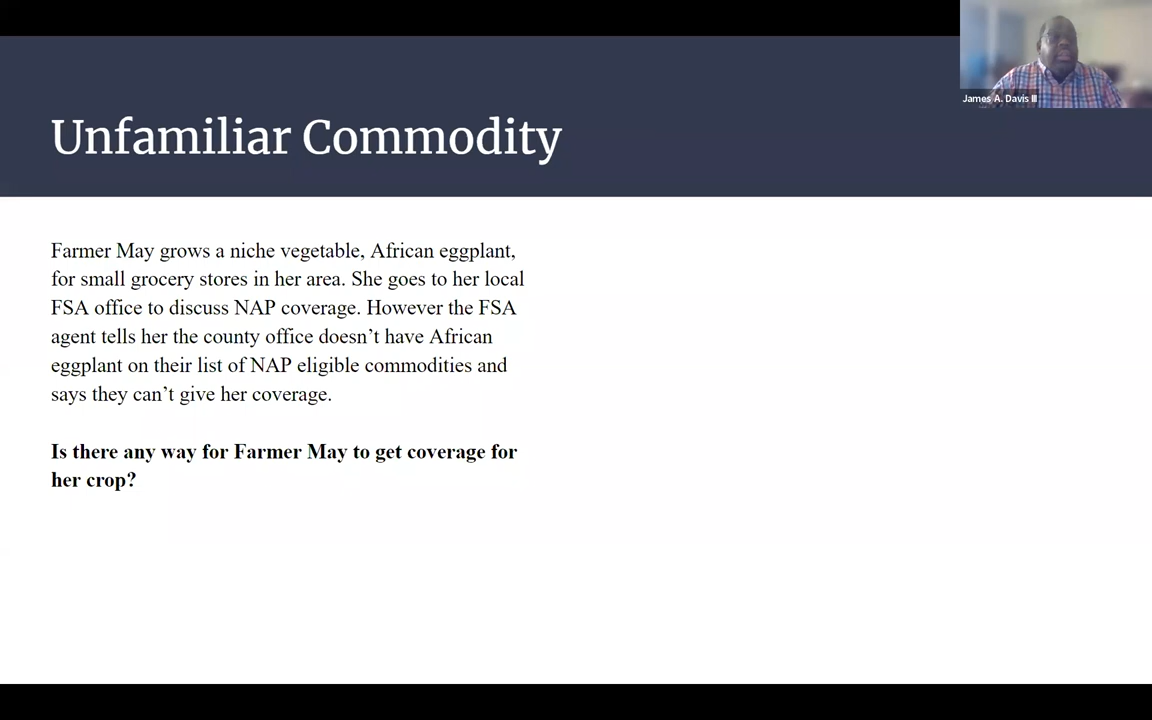 James A. Davis III
Unfamiliar Commodity
Farmer May grows a niche vegetable, African eggplant,
for small grocery stores in her area. She goes to her local
FSA office to discuss NAP coverage. However the FSA
agent tells her the county office doesn’t have African
eggplant on their list of NAP eligible commodities and
says they can’t give her coverage.
Is there any way for Farmer May to get coverage for
her crop?